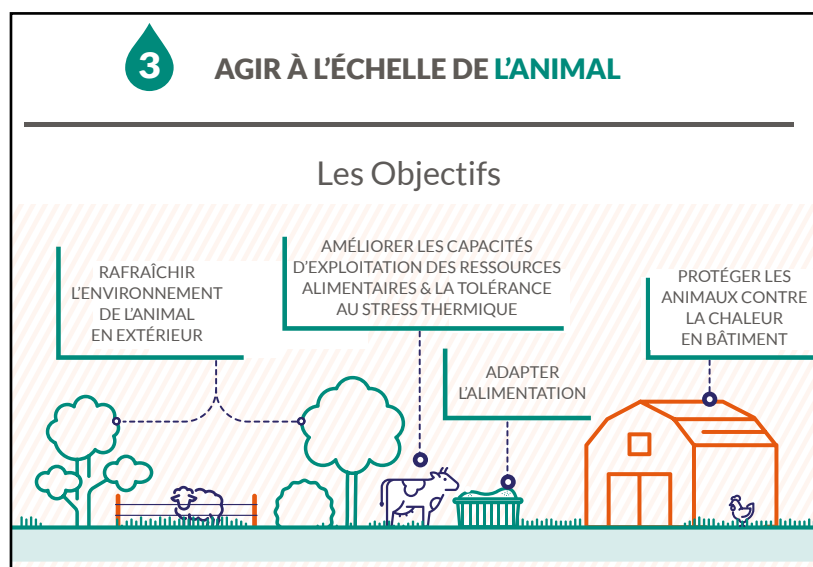 3
AGIR À L'ÉCHELLE DE L'ANIMAL
Les Objectifs
RAFRAÎCHIR
L'ENVIRONNEMENT
DE L'ANIMAL
EN EXTÉRIEUR
AMÉLIORER LES CAPACITÉS
D'EXPLOITATION DES RESSOURCES
ALIMENTAIRES & LA TOLÉRANCE
AU STRESS THERMIQUE
ADAPTER
L'ALIMENTATION
PROTÉGER LES
ANIMAUX CONTRE
LA CHALEUR
EN BÂTIMENT